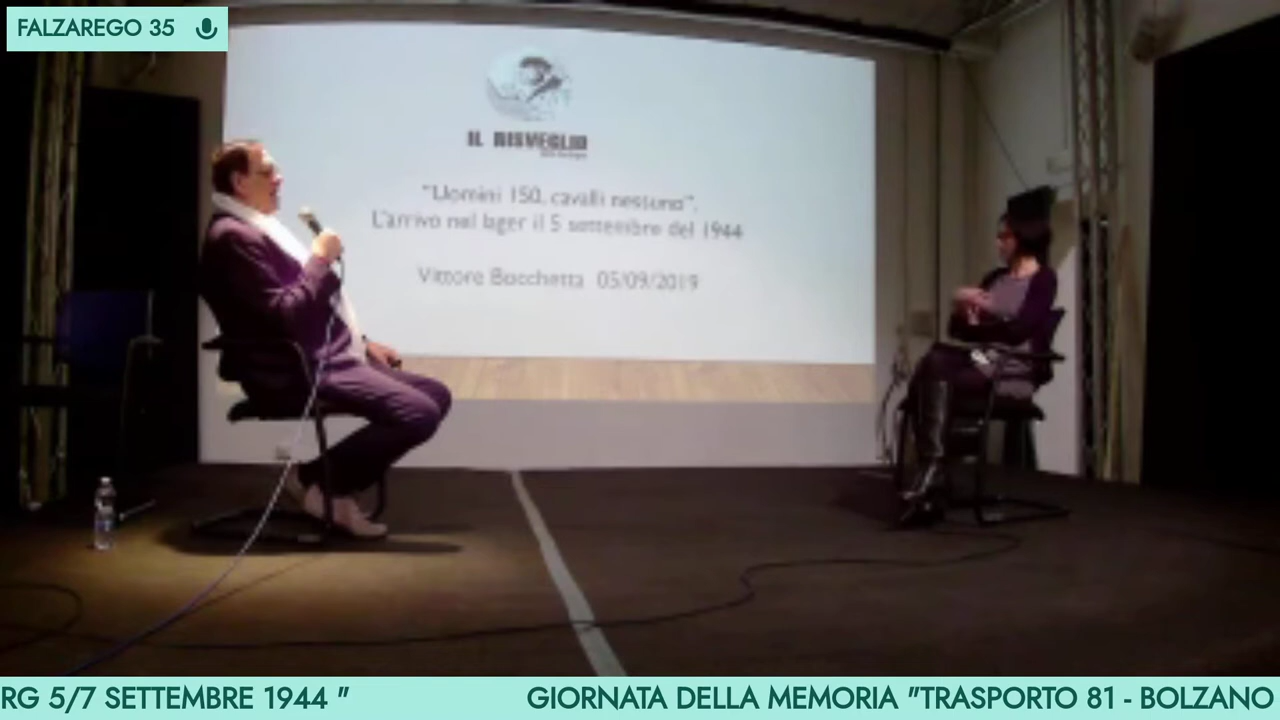 FALZAREGO 35
IL RISVEGLIO
"Uomini 150, cavalli nessuno".
L'arrivo nel lager il 5 settembre del 1944
Vittore Bocchetta 05/09/2019
RG 5/7 SETTEMBRE 1944 "
GIORNATA DELLA MEMORIA "TRASPORTO 81 - BOLZANO